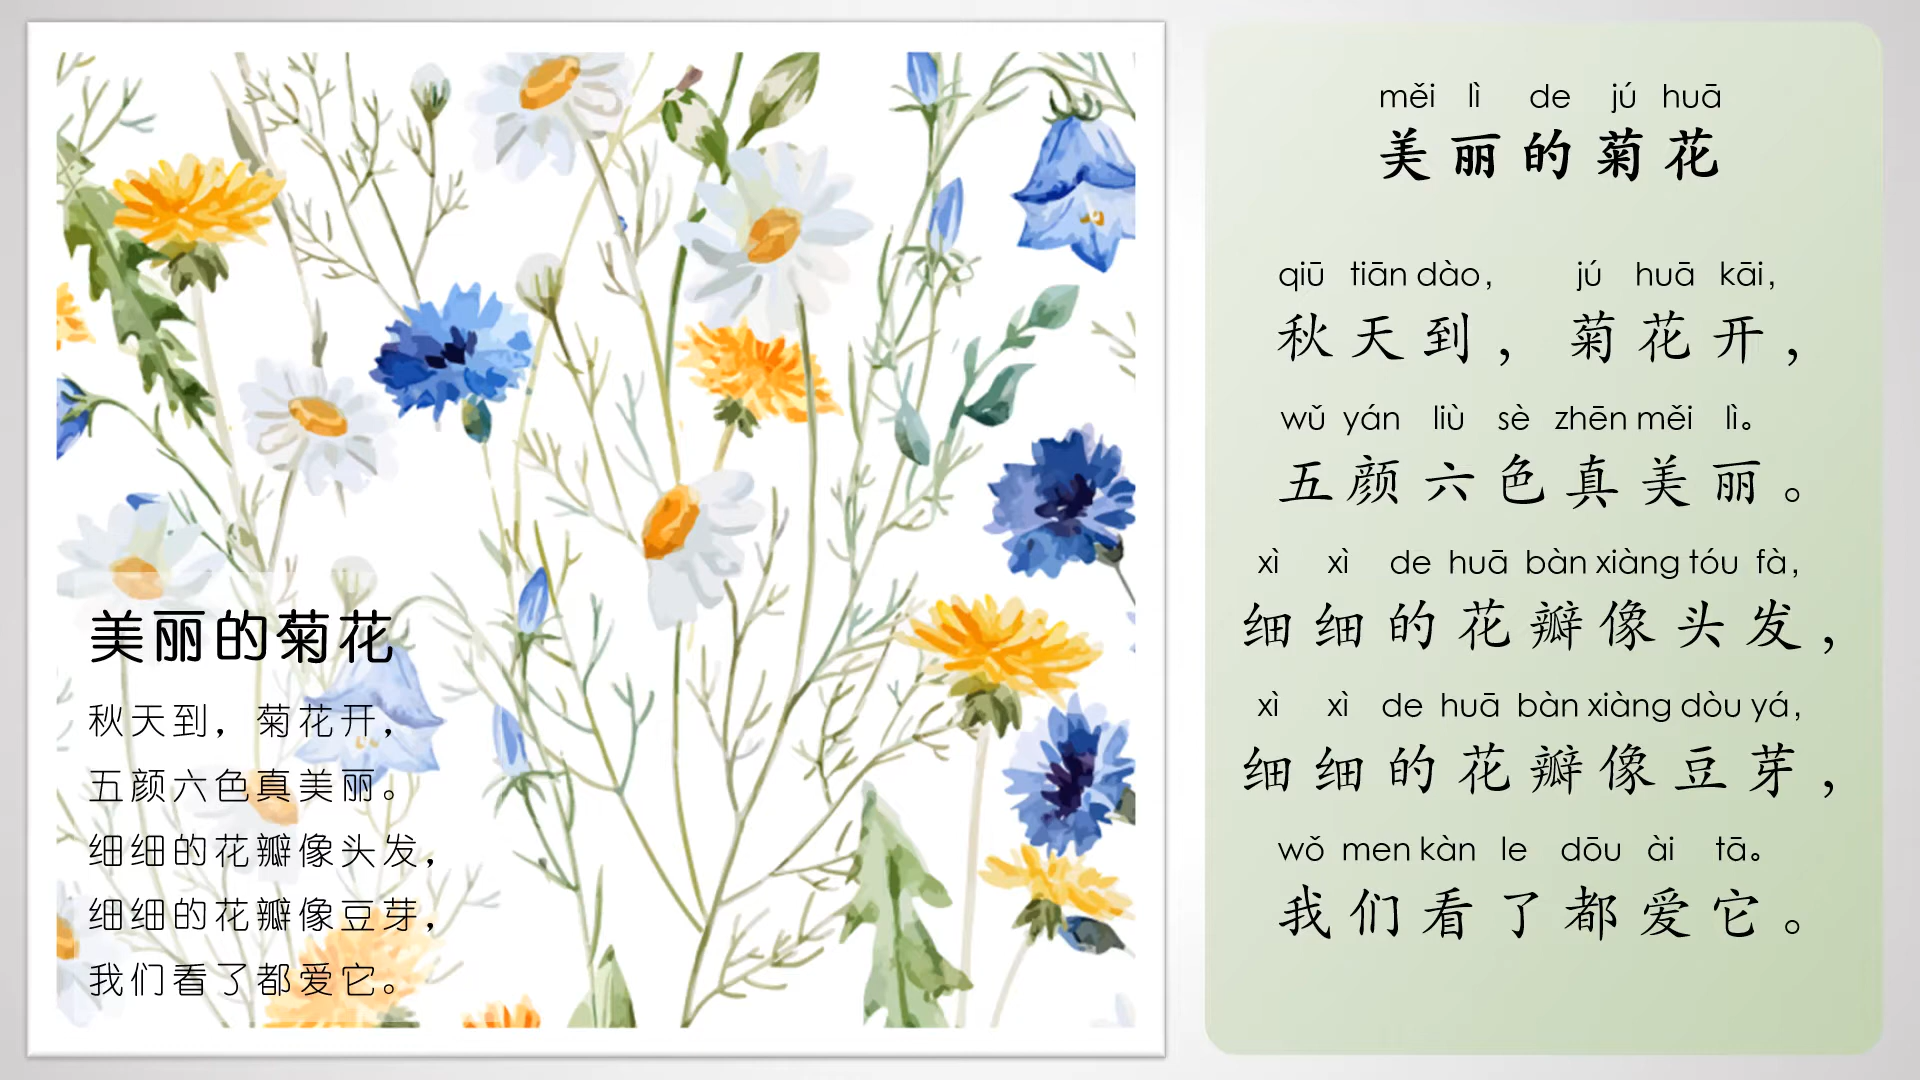 美丽的菊花
秋天到，菊花开，
五颜六色真美丽。
细细的花瓣像头发，
细细的花瓣像豆芽，
我们看了都爱它。
měi lì de jú huā
美丽的菊花
qiū tiān dào， jú huā kāi，
秋天到，菊花开，
wǔ yán liù sè zhēn měi lì。
五颜六色真美丽。
xì xì de huā bàn xiàng tóu fà，
细细的花瓣像头发，
xì xì de huā bàn xiàng dòu yá，
细细的花瓣像豆芽，
wǒ men kàn le dōu ài tā。
我们看了都爱它。